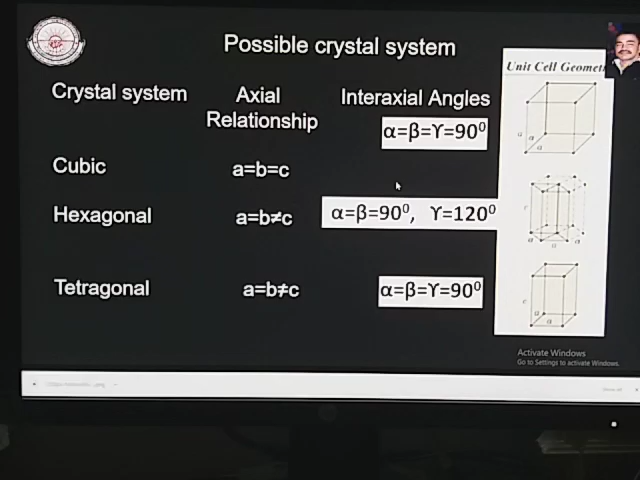 Possible crystal system
Unit Cell Geomet
Crystal system Axial Relationship Interaxial Angles
α=β=ϒ=90⁰
Cubic a=b=c
Hexagonal a=b≠c α=β=90⁰, ϒ=120⁰
Tetragonal a=b≠c α=β=ϒ=90⁰
a
a
a
c
a
a
a
c
a
a
Activate Windows
Go to Settings to activate Windows.